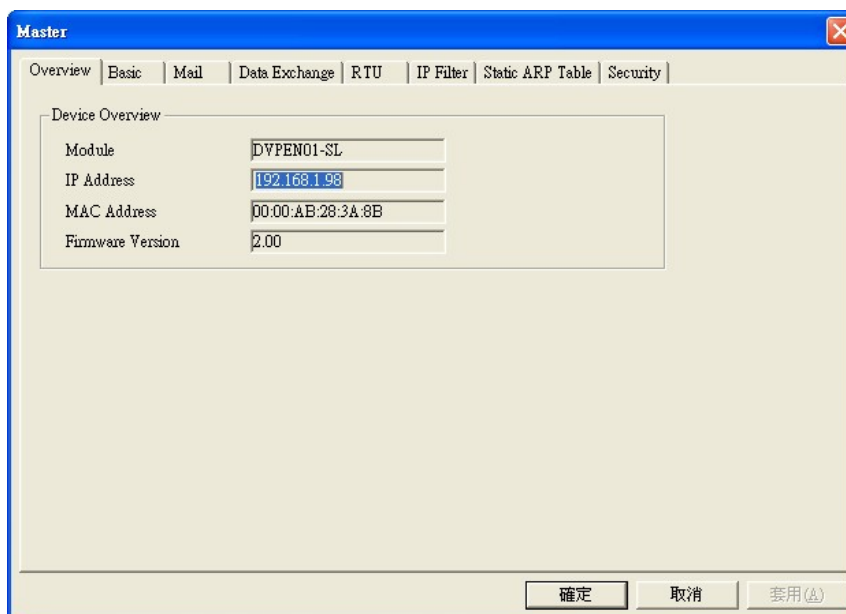 Master
Overview Basic Mail Data Exchange RTU IP Filter Static ARP Table Security
Device Overview
Module DVPEN01-SL
IP Address 192.168.1.98
MAC Address 00:00:AB:28:3A:8B
Firmware Version 2.00
確定 取消 套用(A)